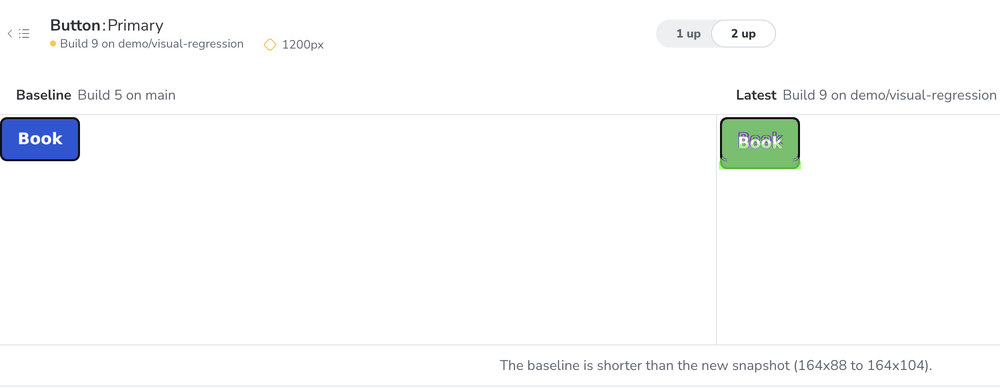 Button: Primary
Build 9 on demo/visual-regression 1200px
1 up 2 up
Baseline Build 5 on main
Latest Build 9 on demo/visual-regression
Book
Book
The baseline is shorter than the new snapshot (164x88 to 164x104).